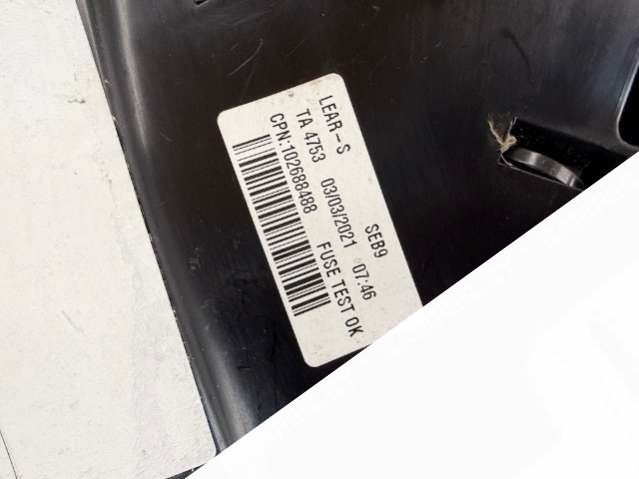 LEAR-S SEB9
TA 4753 03/03/2021 07:46
CPN:102688488 FUSE TEST OK